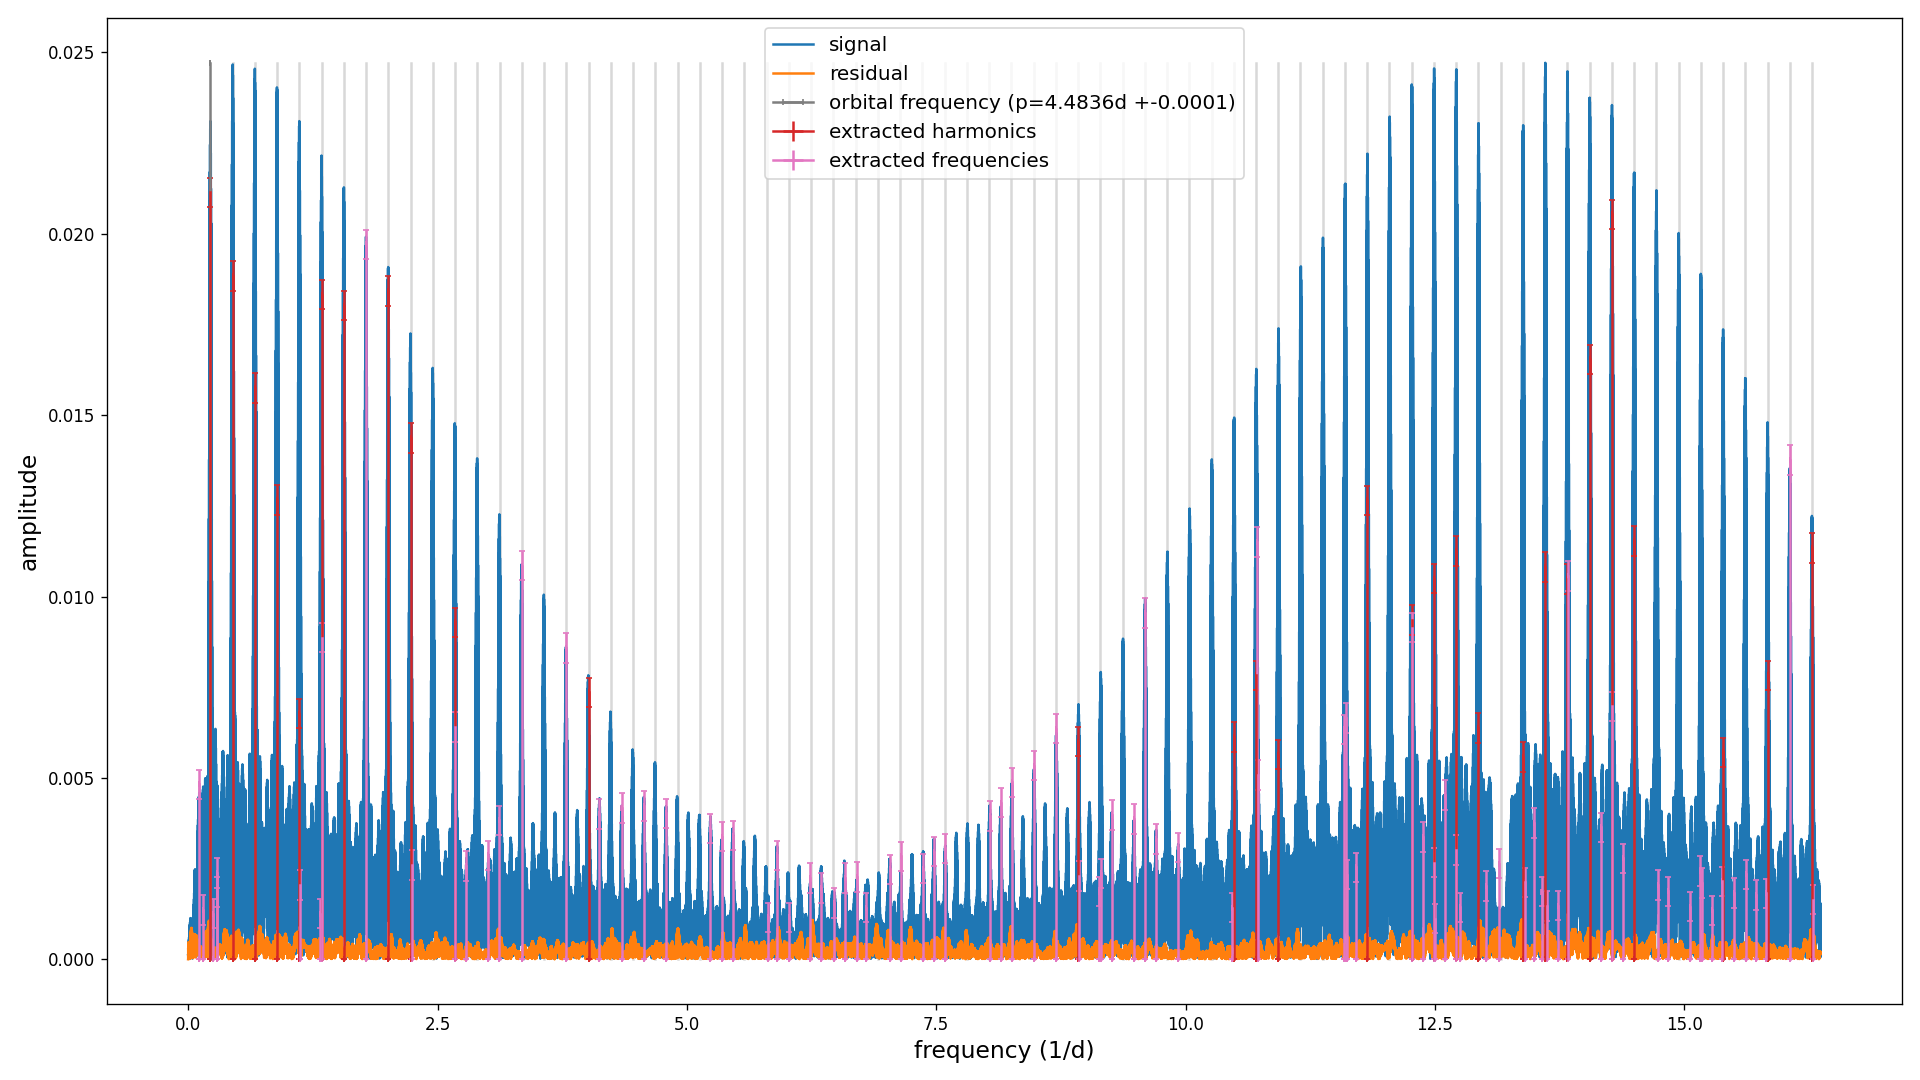 signal
residual
orbital frequency (p=4.4836d +-0.0001)
extracted harmonics
extracted frequencies
0.025
0.020
0.015
0.010
0.005
0.000
amplitude
0.0 2.5 5.0 7.5 10.0 12.5 15.0
frequency (1/d)